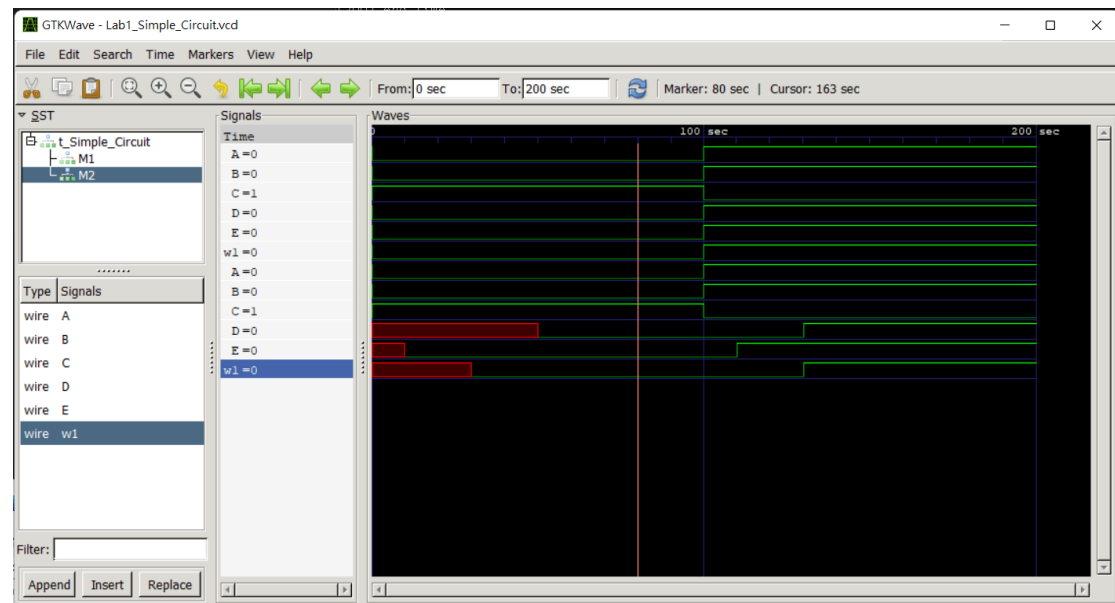 GTKWave - Lab1_Simple_Circuit.vcd
File Edit Search Time Markers View Help
From: 0 sec To: 200 sec Marker: 80 sec | Cursor: 163 sec
SST
t_Simple_Circuit
M1
M2
Type Signals
wire A
wire B
wire C
wire D
wire E
wire w1
Filter:
Append Insert Replace
Signals
Time
A=0
B=0
C=1
D=0
E=0
w1=0
A=0
B=0
C=1
D=0
E=0
w1=0
Waves
100 sec 200 sec